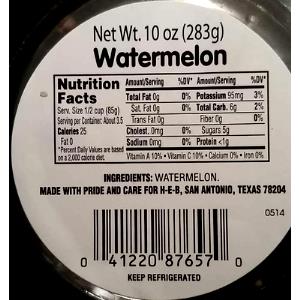 Net Wt. 10 oz (283g)
Watermelon
Nutrition Facts
Serv. Size 1/2 cup (85g)
Serving per Container: About 3.5
Calories 25
Fat 0
*Percent Daily Values are based on a 2,000 calorie diet.
Amount/Serving %DV* Amount/Serving %DV*
Total Fat 0g 0% Potassium 95mg 3%
Sat. Fat 0g 0% Total Carb. 6g 2%
Trans Fat 0g Fiber 0g 0%
Cholest. 0mg 0% Sugars 5g
Sodium 0mg 0% Protein <1g
Vitamin A 10% • Vitamin C 10% • Calcium 0% • Iron 0%
INGREDIENTS: WATERMELON.
MADE WITH PRIDE AND CARE FOR H-E-B, SAN ANTONIO, TEXAS 78204
0514
0 41220 87657 0
KEEP REFRIGERATED